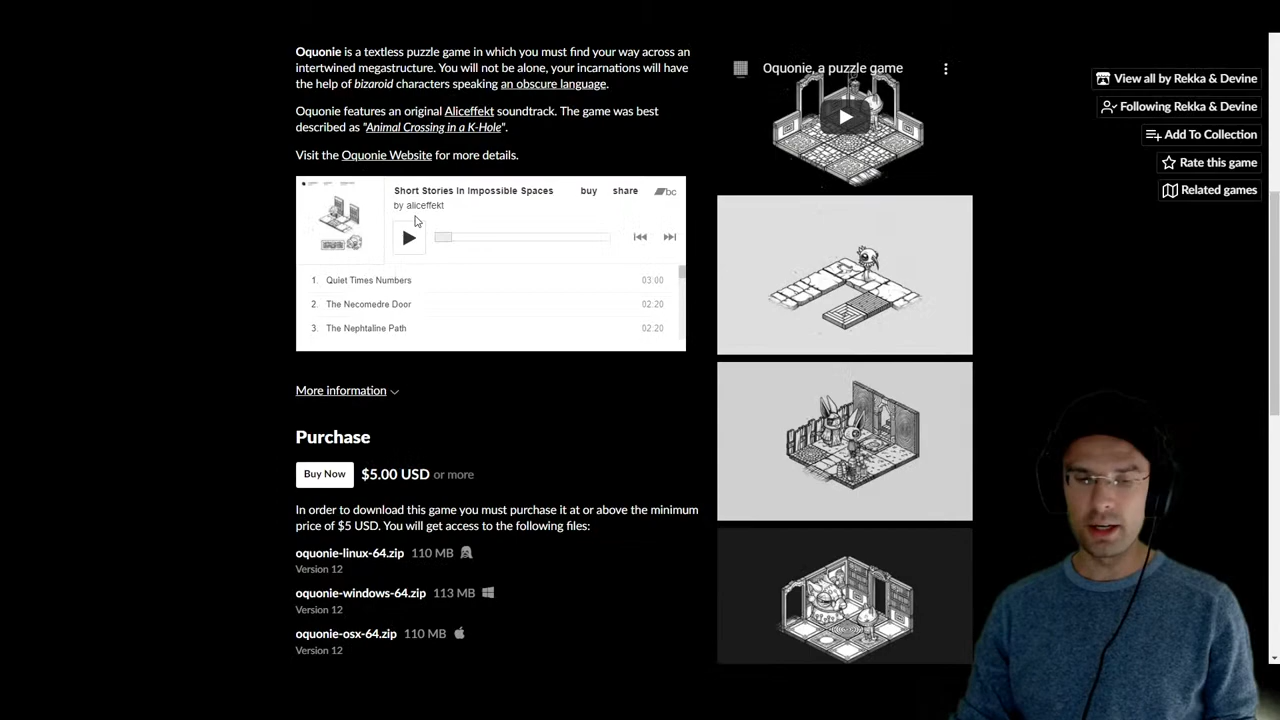 Oquonie is a textless puzzle game in which you must find your way across an
intertwined megastructure. You will not be alone, your incarnations will have
the help of bizaroid characters speaking an obscure language.
Oquonie features an original Aliceffekt soundtrack. The game was best
described as "Animal Crossing in a K-Hole".
Visit the Oquonie Website for more details.
Short Stories In Impossible Spaces
buy
share
bc
by aliceffekt
1. Quiet Times Numbers 03:00
2. The Necomedre Door 02:20
3. The Nephtaline Path 02:20
More information
Purchase
Buy Now
$5.00 USD or more
In order to download this game you must purchase it at or above the minimum
price of $5 USD. You will get access to the following files:
oquonie-linux-64.zip 110 MB
Version 12
oquonie-windows-64.zip 113 MB
Version 12
oquonie-osx-64.zip 110 MB
Version 12
Oquonie, a puzzle game
View all by Rekka & Devine
Following Rekka & Devine
Add To Collection
Rate this game
Related games